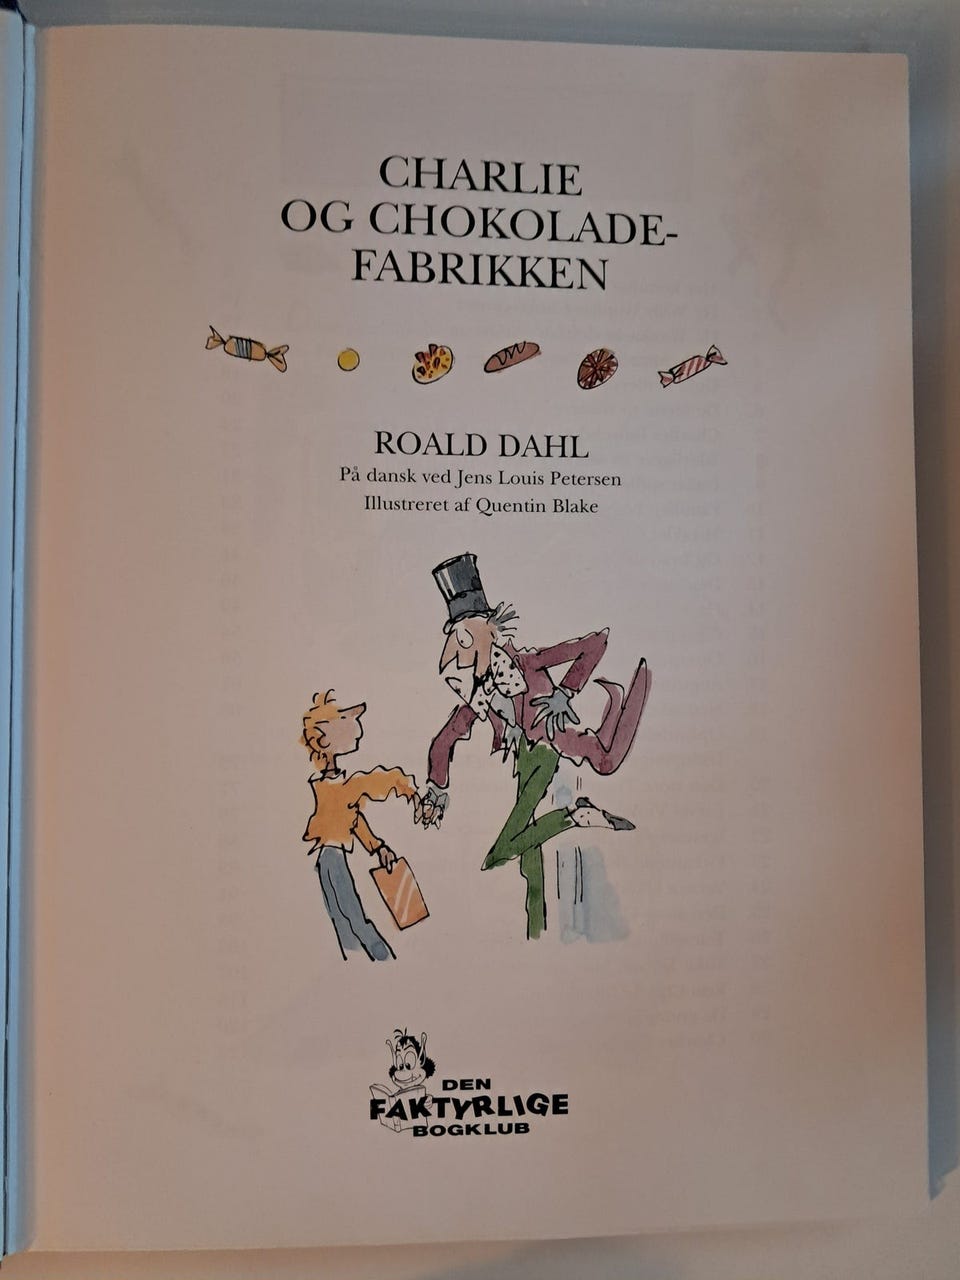 CHARLIE
OG CHOKOLADE-
FABRIKKEN
ROALD DAHL
På dansk ved Jens Louis Petersen
Illustreret af Quentin Blake
DEN
FAKTYRLIGE
BOGKLUB